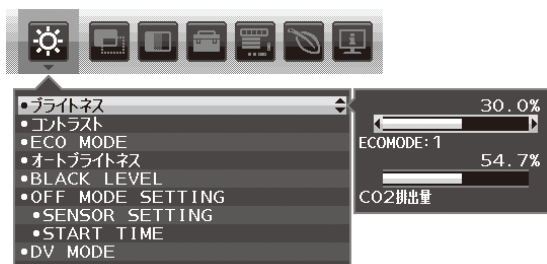 •ブライトネス
•コントラスト
•ECO MODE
•オートブライトネス
•BLACK LEVEL
•OFF MODE SETTING
•SENSOR SETTING
•START TIME
•DV MODE
30.0%
ECOMODE:1
54.7%
CO2排出量